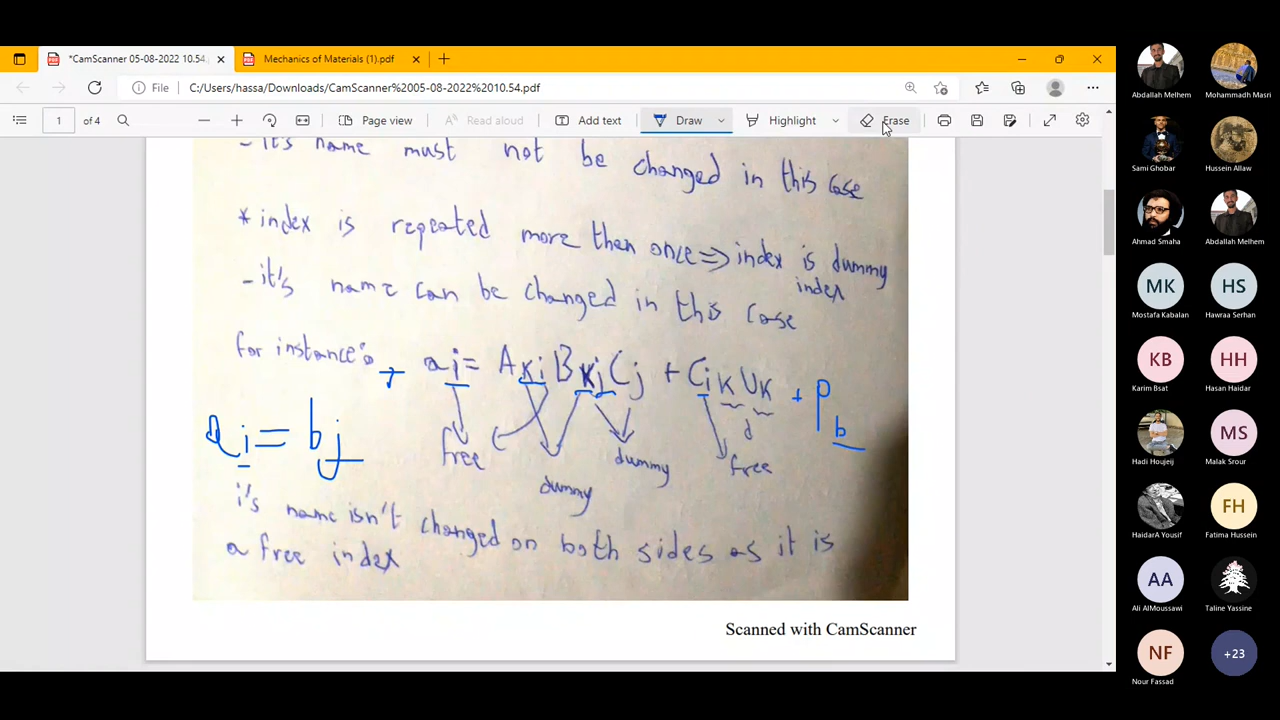 *CamScanner 05-08-2022 10.54.
Mechanics of Materials (1).pdf
File
C:/Users/hassa/Downloads/CamScanner%2005-08-2022%2010.54.pdf
1 of 4
Page view
Read aloud
Add text
Draw
Highlight
Erase
- it's name must not be changed in this case
* index is repeated more then once => index is dummy
index
- it's name can be changed in this case
for instance:
ai = AKi BKj Cj + CiK UK + Pb
ai = bj
free
dummy
dummy
d
free
i's name isn't changed on both sides as it is
a free index
Scanned with CamScanner
Abdallah Melhem
Mohammadh Masri
Sami Ghobar
Hussein Allaw
Ahmad Smaha
Abdallah Melhem
MK
HS
Mostafa Kabalan
Hawraa Serhan
KB
HH
Karim Bsat
Hasan Haidar
MS
Hadi Houjeij
Malak Srour
FH
HaidarA Yousif
Fatima Hussein
AA
Ali AlMoussawi
Taline Yassine
NF
+23
Nour Fassad